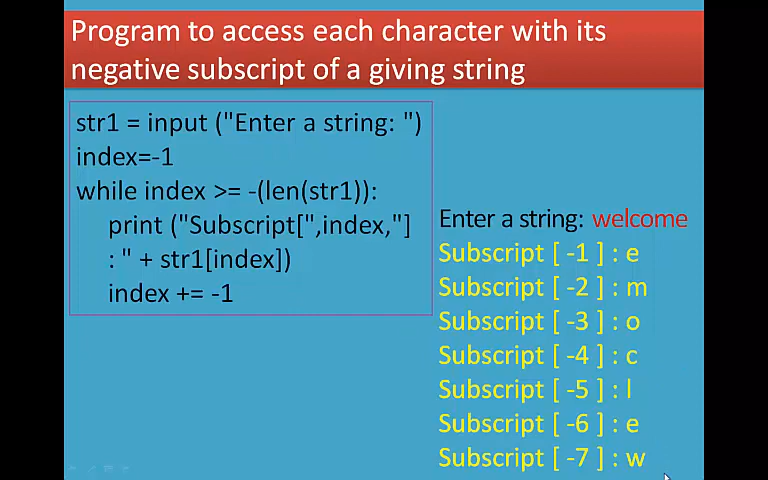 Program to access each character with its
negative subscript of a giving string
str1 = input ("Enter a string: ")
index=-1
while index >= -(len(str1)):
print ("Subscript[",index,"]
: " + str1[index])
index += -1
Enter a string: welcome
Subscript [ -1 ] : e
Subscript [ -2 ] : m
Subscript [ -3 ] : o
Subscript [ -4 ] : c
Subscript [ -5 ] : l
Subscript [ -6 ] : e
Subscript [ -7 ] : w